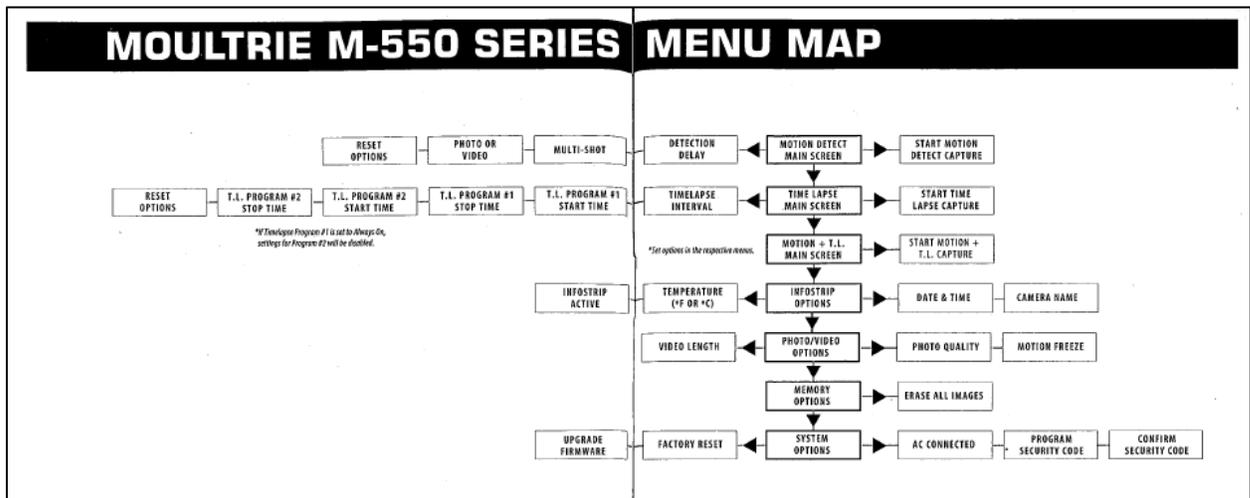 MOULTRIE M-550 SERIES MENU MAP
RESET
OPTIONS
PHOTO OR
VIDEO
MULTI-SHOT
DETECTION
DELAY
MOTION DETECT
MAIN SCREEN
START MOTION
DETECT CAPTURE
RESET
OPTIONS
T.L. PROGRAM #2
STOP TIME
T.L. PROGRAM #2
START TIME
T.L. PROGRAM #1
STOP TIME
T.L. PROGRAM #1
START TIME
TIMELAPSE
INTERVAL
TIME LAPSE
MAIN SCREEN
START TIME
LAPSE CAPTURE
*If Timelapse Program #1 is set to Always On,
settings for Program #2 will be disabled.
*Set options in the respective menus.
MOTION + T.L.
MAIN SCREEN
START MOTION +
T.L. CAPTURE
INFOSTRIP
ACTIVE
TEMPERATURE
(°F OR °C)
INFOSTRIP
OPTIONS
DATE & TIME
CAMERA NAME
VIDEO LENGTH
PHOTO/VIDEO
OPTIONS
PHOTO QUALITY
MOTION FREEZE
MEMORY
OPTIONS
ERASE ALL IMAGES
UPGRADE
FIRMWARE
FACTORY RESET
SYSTEM
OPTIONS
AC CONNECTED
PROGRAM
SECURITY CODE
CONFIRM
SECURITY CODE